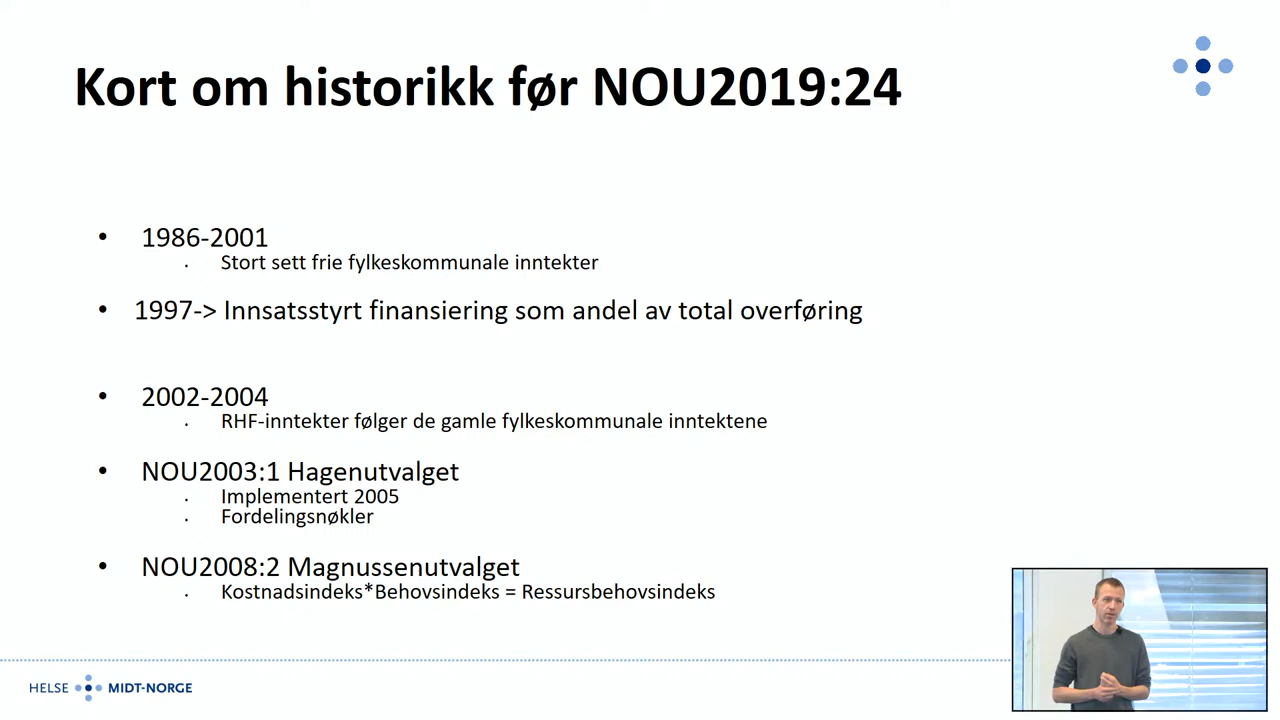 Kort om historikk før NOU2019:24
• 1986-2001
• Stort sett frie fylkeskommunale inntekter
• 1997-> Innsatsstyrt finansiering som andel av total overføring
• 2002-2004
• RHF-inntekter følger de gamle fylkeskommunale inntektene
• NOU2003:1 Hagenutvalget
• Implementert 2005
• Fordelingsnøkler
• NOU2008:2 Magnussenutvalget
• Kostnadsindeks*Behovsindeks = Ressursbehovsindeks
HELSE MIDT-NORGE